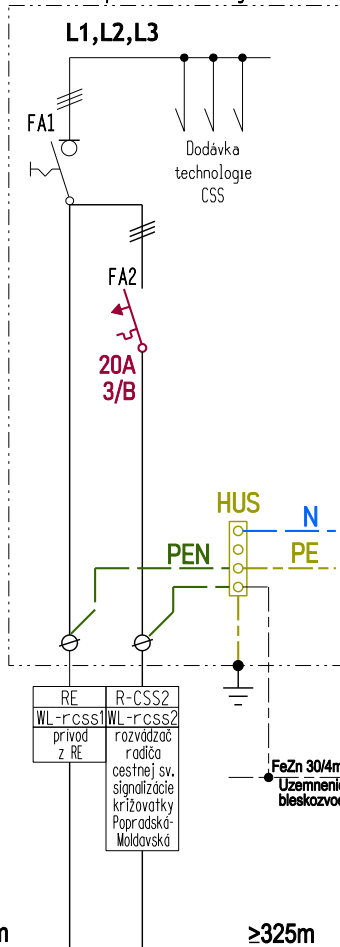 L1,L2,L3
FA1
Dodávka
technologie
CSS
FA2
20A
3/B
HUS
N
PEN
PE
RE
WL-rcss1
prívod
z RE
R-CSS2
WL-rcss2
rozvádzač
radiča
cestnej sv.
signalizácie
križovatky
Popradská-
Moldavská
FeZn 30/4m
Uzemnenie
bleskozvod
m
≥325m